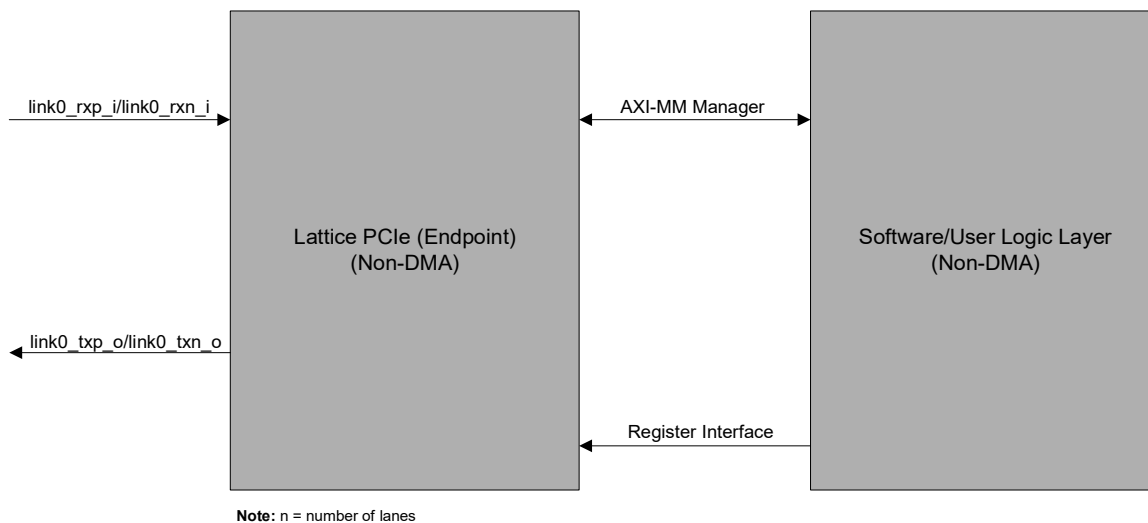 link0_rxp_i/link0_rxn_i
AXI-MM Manager
Lattice PCIe (Endpoint)
(Non-DMA)
Software/User Logic Layer
(Non-DMA)
link0_txp_o/link0_txn_o
Register Interface
Note: n = number of lanes